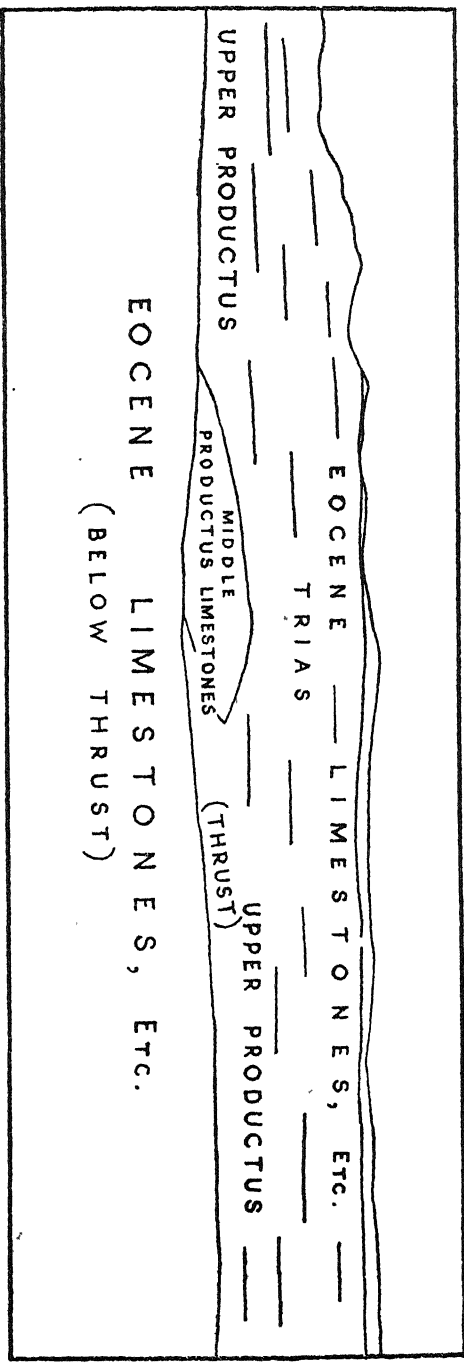 EOCENE — LIMESTONES, ETC.
TRIAS
UPPER PRODUCTUS
MIDDLE
PRODUCTUS LIMESTONES
(THRUST)
UPPER PRODUCTUS
EOCENE LIMESTONES, ETC.
(BELOW THRUST)